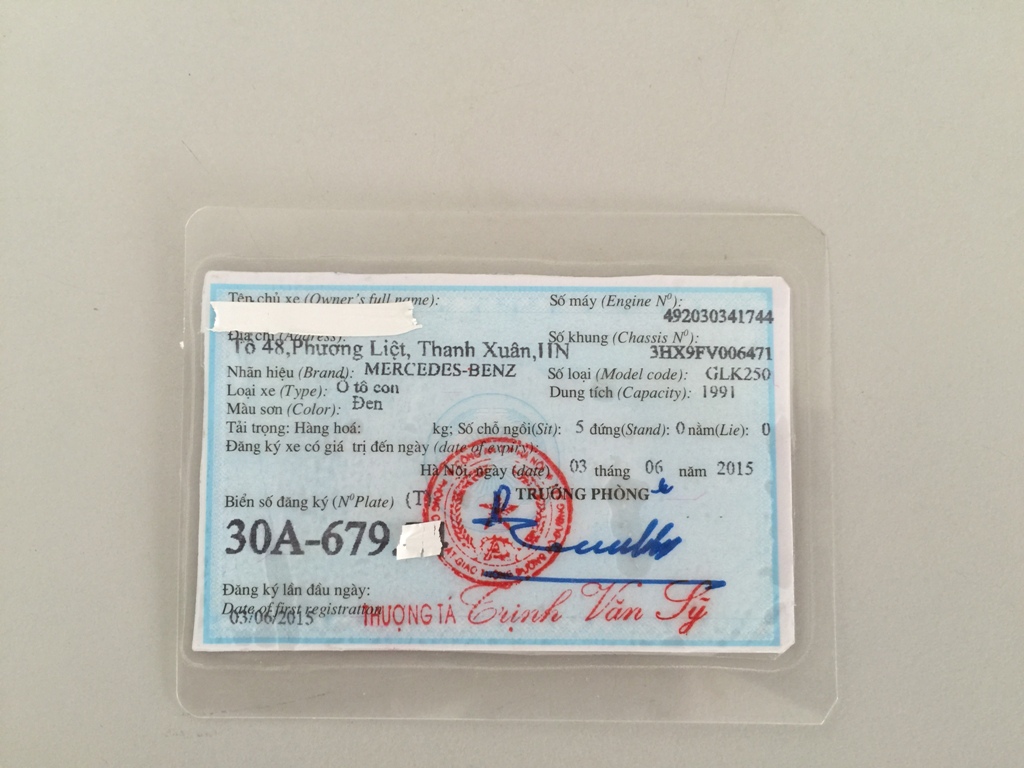 Tên chủ xe (Owner's full name):
Địa chỉ (Address):
Tổ 48,Phương Liệt, Thanh Xuân,HN
Nhãn hiệu (Brand): MERCEDES-BENZ
Loại xe (Type): Ô tô con
Màu sơn (Color): Đen
Tải trọng: Hàng hoá: kg; Số chỗ ngồi(Sit): 5 đứng(Stand): 0 nằm(Lie): 0
Đăng ký xe có giá trị đến ngày (date of expiry):
Số máy (Engine Nº):
492030341744
Số khung (Chassis Nº):
3HX9FV006471
Số loại (Model code): GLK250
Dung tích (Capacity): 1991
Hà Nội, ngày (date) 03 tháng 06 năm 2015
Biển số đăng ký (NºPlate) (T)
TRƯỞNG PHÒNG
30A-679.
Đăng ký lần đầu ngày:
Date of first registration
03/06/2015
THƯỢNG TÁ Trịnh Văn Sỹ